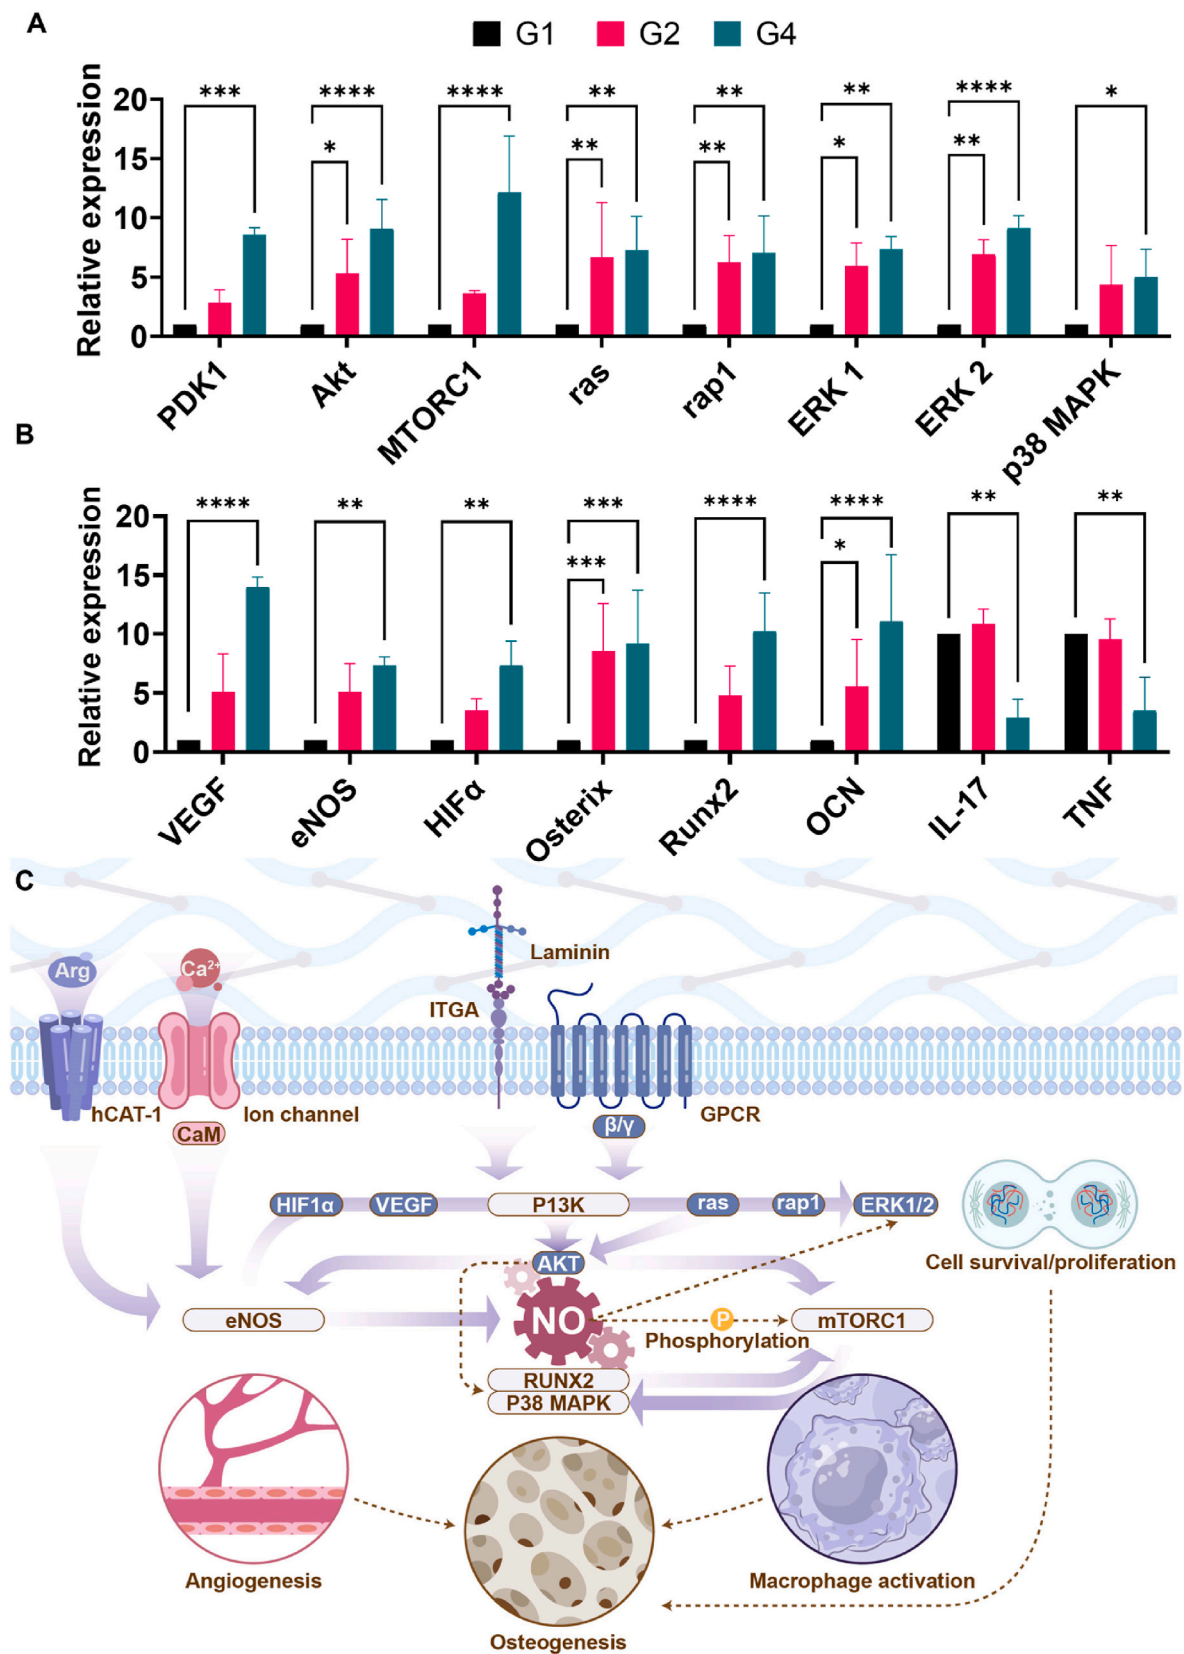 A
G1 G2 G4
Relative expression
20
15
10
5
0
*** **** **** ** ** ** **** *
* ** ** * **
PDK1 Akt MTORC1 ras rap1 ERK 1 ERK 2 p38 MAPK
B
Relative expression
20
15
10
5
0
**** ** ** *** **** **** ** **
*** *
VEGF eNOS HIFα Osterix Runx2 OCN IL-17 TNF
C
Laminin
Arg Ca2+
ITGA
hCAT-1 Ion channel GPCR
CaM β/γ
HIF1α VEGF P13K ras rap1 ERK1/2
AKT Cell survival/proliferation
eNOS NO P mTORC1
Phosphorylation
RUNX2
P38 MAPK
Angiogenesis Macrophage activation
Osteogenesis